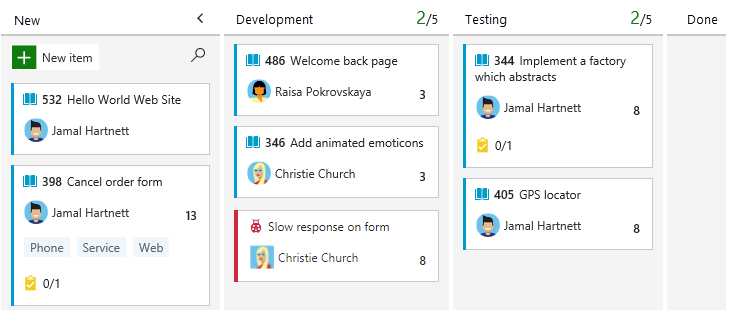 New
New item
532 Hello World Web Site
Jamal Hartnett
398 Cancel order form
Jamal Hartnett 13
Phone Service Web
0/1
Development 2/5
486 Welcome back page
Raisa Pokrovskaya 3
346 Add animated emoticons
Christie Church 3
Slow response on form
Christie Church 8
Testing 2/5
344 Implement a factory
which abstracts
Jamal Hartnett 8
0/1
405 GPS locator
Jamal Hartnett 8
Done